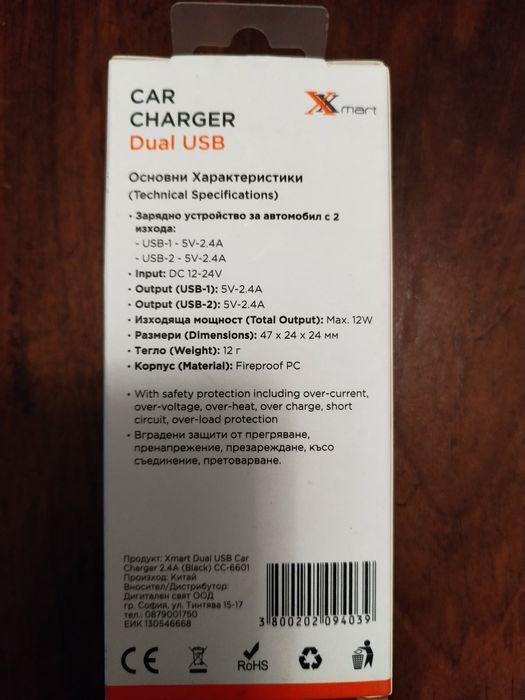 CAR
CHARGER
Dual USB
XXmart
Основни Характеристики
(Technical Specifications)
• Зарядно устройство за автомобил с 2
изхода:
- USB-1 - 5V-2.4A
- USB-2 - 5V-2.4A
• Input: DC 12-24V
• Output (USB-1): 5V-2.4A
• Output (USB-2): 5V-2.4A
• Изходяща мощност (Total Output): Max. 12W
• Размери (Dimensions): 47 x 24 x 24 мм
• Тегло (Weight): 12 г
• Корпус (Material): Fireproof PC
• With safety protection including over-current,
over-voltage, over-heat, over charge, short
circuit, over-load protection
• Вградени защити от прегряване,
пренапрежение, презареждане, късо
съединение, претоварване.
Продукт: Xmart Dual USB Car
Charger 2.4A (Black) CC-6601
Произход: Китай
Вносител/Дистрибутор:
Дигитален свят ООД
гр. София, ул. Тинтява 15-17
тел.: 0879001750
ЕИК 130546668
3 800202 094039
CE
RoHS